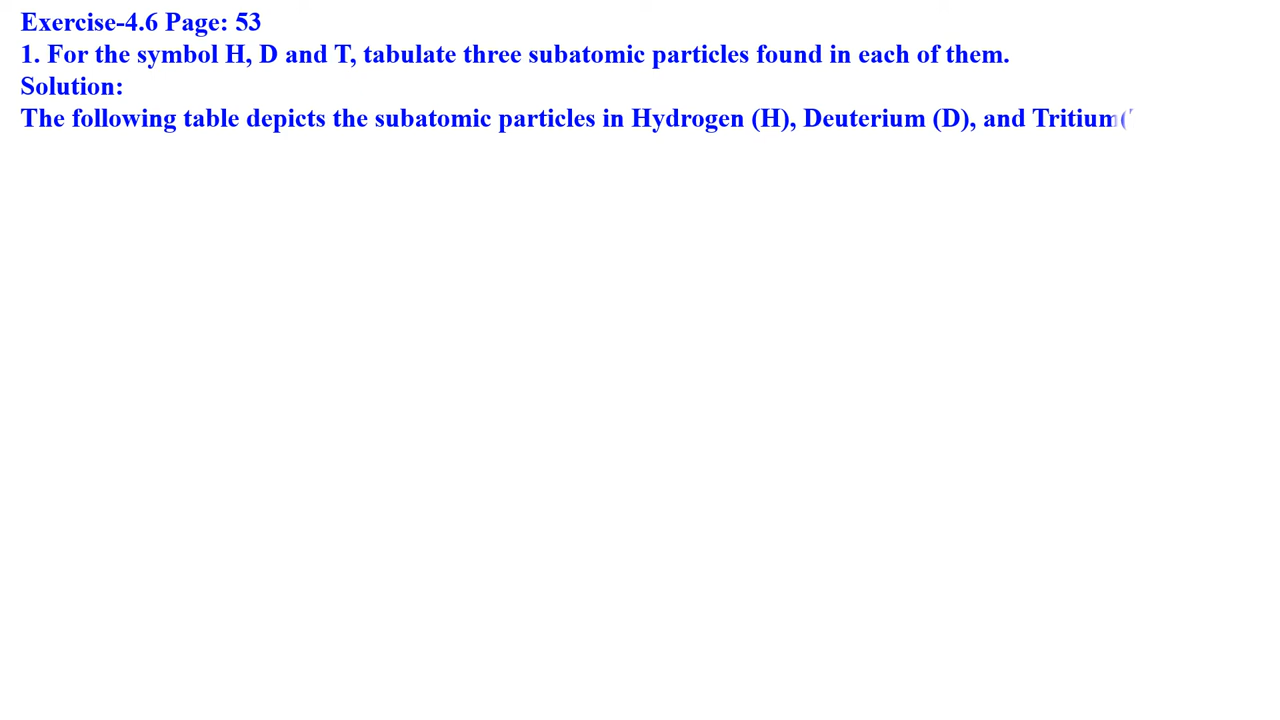 Exercise-4.6 Page: 53
1. For the symbol H, D and T, tabulate three subatomic particles found in each of them.
Solution:
The following table depicts the subatomic particles in Hydrogen (H), Deuterium (D), and Tritium(